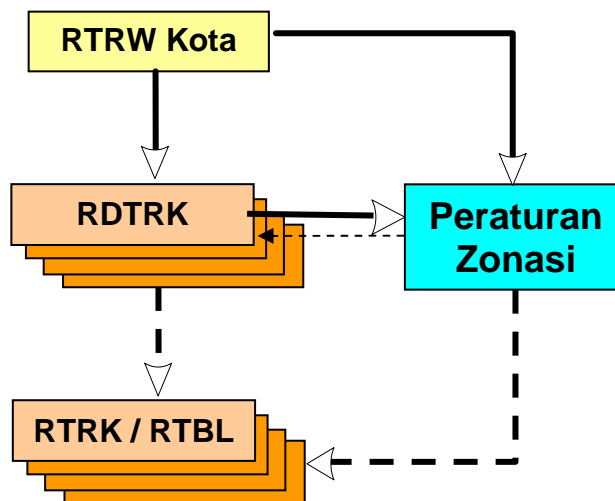 RTRW Kota
RDTRK
Peraturan
Zonasi
RTRK / RTBL